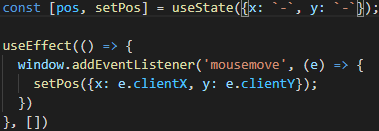 const [pos, setPos] = useState({x: `-`, y: `-`});
useEffect(() => {
window.addEventListener('mousemove', (e) => {
setPos({x: e.clientX, y: e.clientY});
})
}, [])